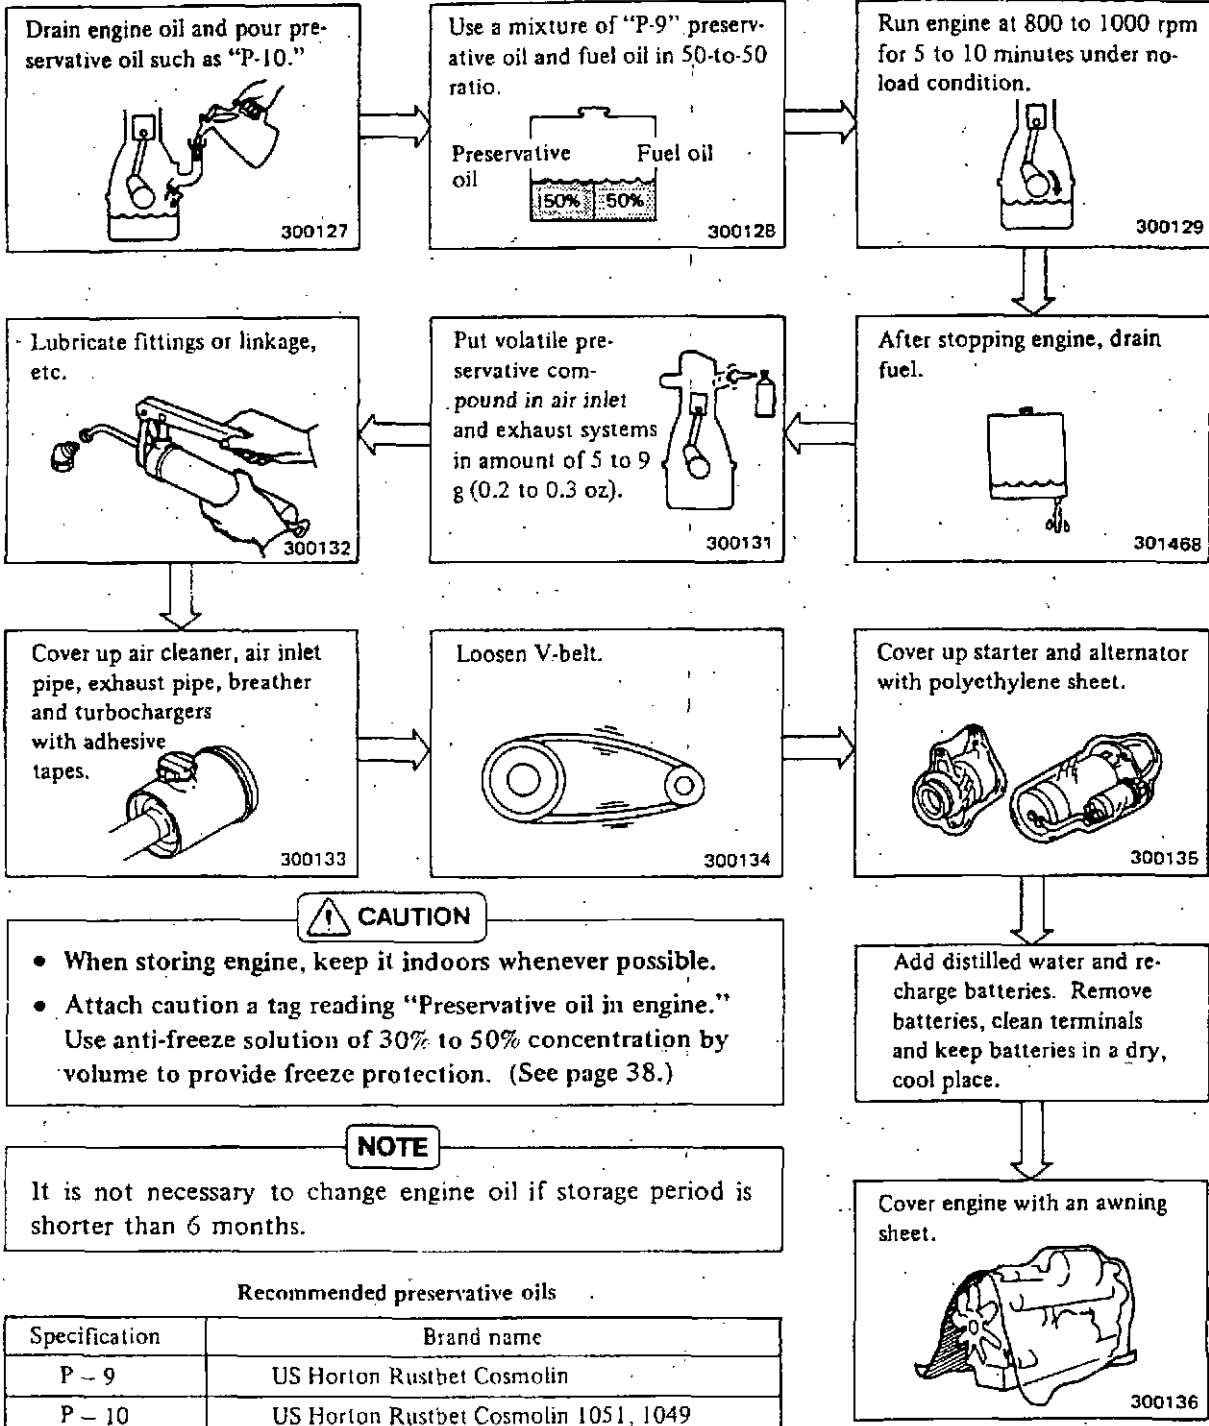 Drain engine oil and pour pre-
servative oil such as “P-10.”
300127
Use a mixture of “P-9” preserv-
ative oil and fuel oil in 50-to-50
ratio.
Preservative
oil
Fuel oil
50%
50%
300128
Run engine at 800 to 1000 rpm
for 5 to 10 minutes under no-
load condition.
300129
After stopping engine, drain
fuel.
301468
Put volatile pre-
servative com-
pound in air inlet
and exhaust systems
in amount of 5 to 9
g (0.2 to 0.3 oz).
300131
Lubricate fittings or linkage,
etc.
300132
Cover up air cleaner, air inlet
pipe, exhaust pipe, breather
and turbochargers
with adhesive
tapes.
300133
Loosen V-belt.
300134
Cover up starter and alternator
with polyethylene sheet.
300135
Add distilled water and re-
charge batteries. Remove
batteries, clean terminals
and keep batteries in a dry,
cool place.
Cover engine with an awning
sheet.
300136
CAUTION
• When storing engine, keep it indoors whenever possible.
• Attach caution a tag reading “Preservative oil in engine.”
Use anti-freeze solution of 30% to 50% concentration by
volume to provide freeze protection. (See page 38.)
NOTE
It is not necessary to change engine oil if storage period is
shorter than 6 months.
Recommended preservative oils
Specification Brand name
P – 9 US Horton Rustbet Cosmolin
P – 10 US Horton Rustbet Cosmolin 1051, 1049